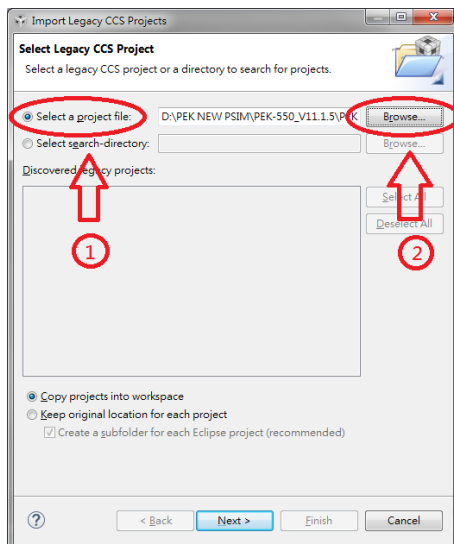 Import Legacy CCS Projects
Select Legacy CCS Project
Select a legacy CCS project or a directory to search for projects.
Select a project file: D:\PEK NEW PSIM\PEK-550_V11.1.5\PEK Browse...
Select search-directory: Browse...
Discovered legacy projects:
Select All
Deselect All
1
2
Copy projects into workspace
Keep original location for each project
Create a subfolder for each Eclipse project (recommended)
? < Back Next > Finish Cancel